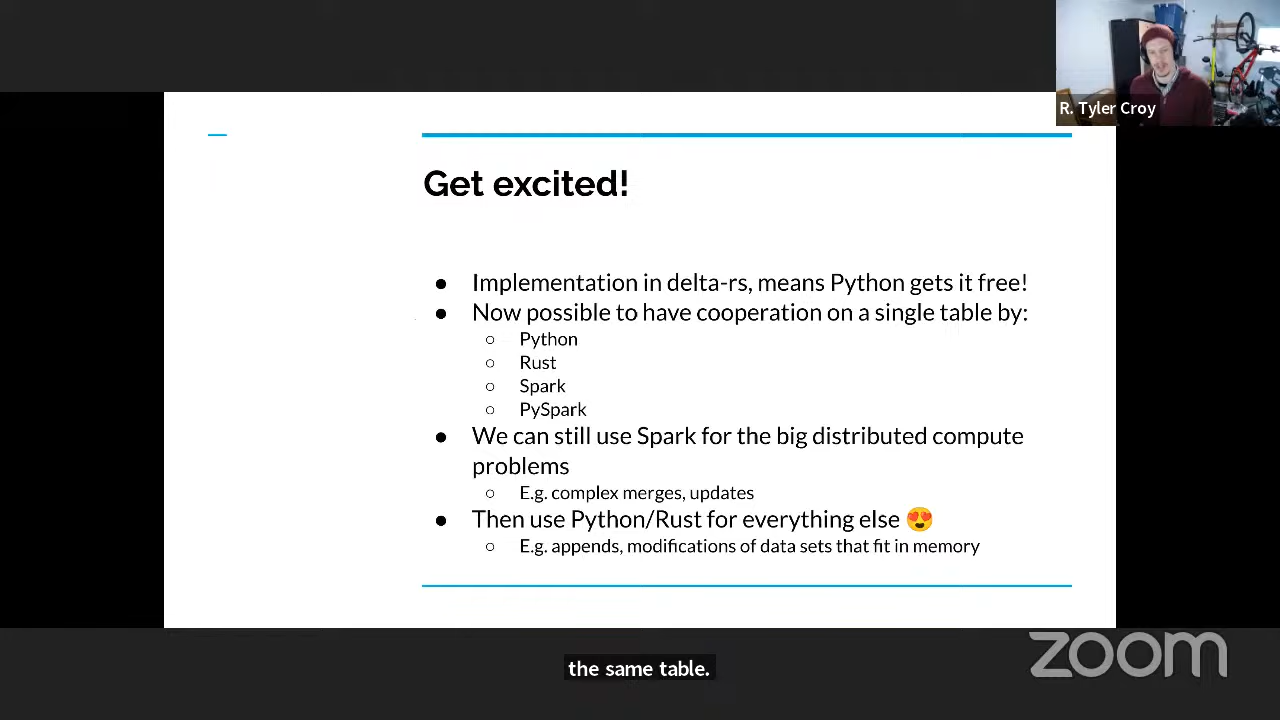 R. Tyler Croy
Get excited!
● Implementation in delta-rs, means Python gets it free!
● Now possible to have cooperation on a single table by:
○ Python
○ Rust
○ Spark
○ PySpark
● We can still use Spark for the big distributed compute
problems
○ E.g. complex merges, updates
● Then use Python/Rust for everything else 😍
○ E.g. appends, modifications of data sets that fit in memory
zoom
the same table.